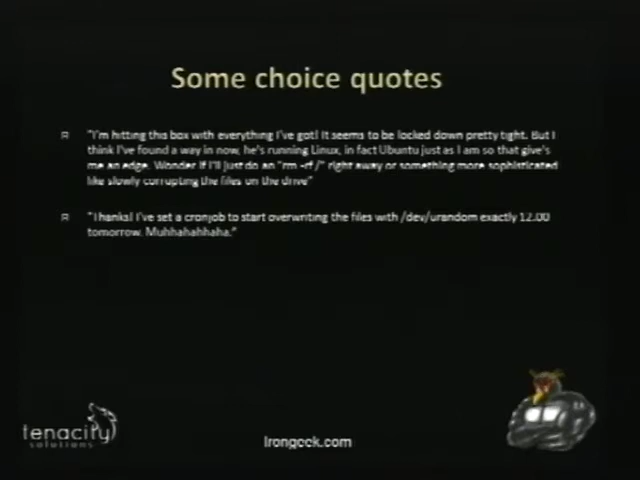 Some choice quotes
"I'm hitting this box with everything I've got! It seems to be locked down pretty tight. But I
think I've found a way in now, he's running Linux, in fact Ubuntu just as I am so that give's
me an edge. Wonder if I'll just do an "rm -rf /" right away or something more sophisticated
like slowly corrupting the files on the drive"
"Thanks! I've set a cronjob to start overwriting the files with /dev/urandom exactly 12.00
tomorrow. Muhhahahhaha."
tenacity
solutions
Irongeek.com